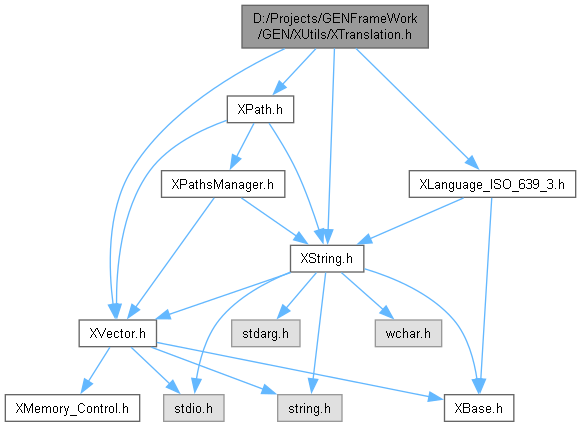 D:/Projects/GENFrameWork
/GEN/XUtils/XTranslation.h
XPath.h
XPathsManager.h
XLanguage_ISO_639_3.h
XString.h
XVector.h
stdarg.h
wchar.h
XMemory_Control.h
stdio.h
string.h
XBase.h